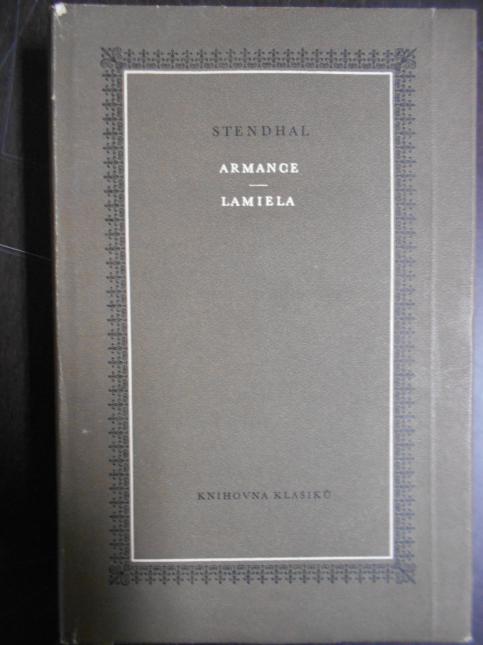 STENDHAL
ARMANCE
—
LAMIELA
KNIHOVNA KLASIKŮ